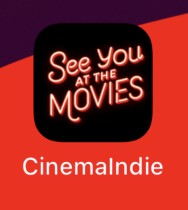 See You
AT THE
MOVIES
CinemaIndie